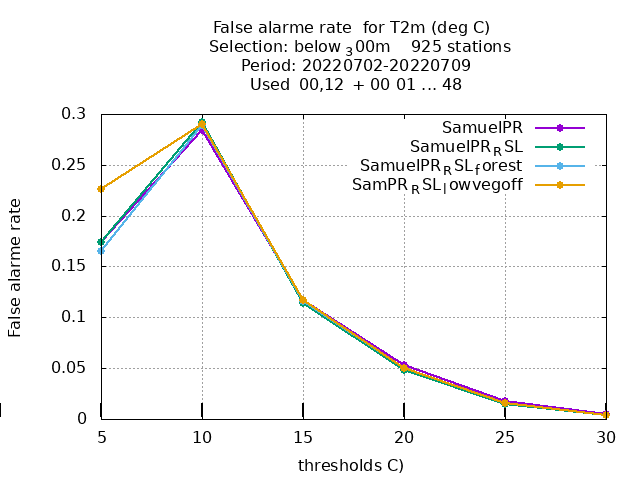 False alarme rate  for T2m (deg C)
Selection: below ₃00m    925 stations
Period: 20220702-20220709
Used  00,12  + 00 01 ... 48
SamuelPR
SamuelPR_RSL
SamuelPR_RSL_forest
SamPR_RSL_lowvegoff
0.3
0.25
0.2
0.15
0.1
0.05
0
False alarme rate
5 10 15 20 25 30
thresholds C)